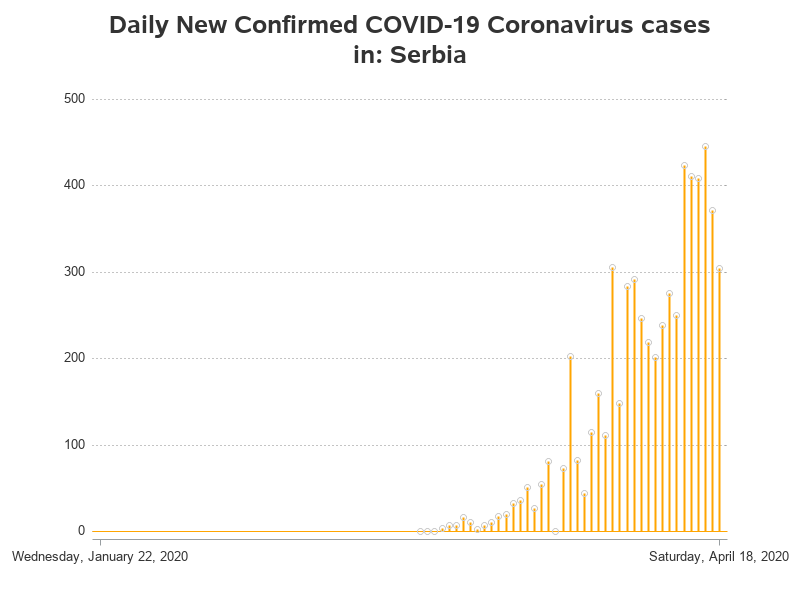 Daily New Confirmed COVID-19 Coronavirus cases
in: Serbia
500
400
300
200
100
0
Wednesday, January 22, 2020
Saturday, April 18, 2020